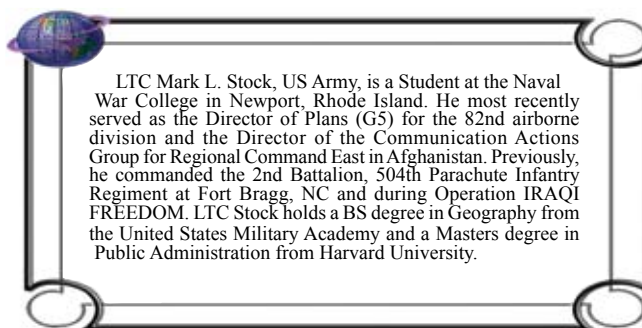 LTC Mark L. Stock, US Army, is a Student at the Naval
War College in Newport, Rhode Island. He most recently
served as the Director of Plans (G5) for the 82nd airborne
division and the Director of the Communication Actions
Group for Regional Command East in Afghanistan. Previously,
he commanded the 2nd Battalion, 504th Parachute Infantry
Regiment at Fort Bragg, NC and during Operation IRAQI
FREEDOM. LTC Stock holds a BS degree in Geography from
the United States Military Academy and a Masters degree in
Public Administration from Harvard University.